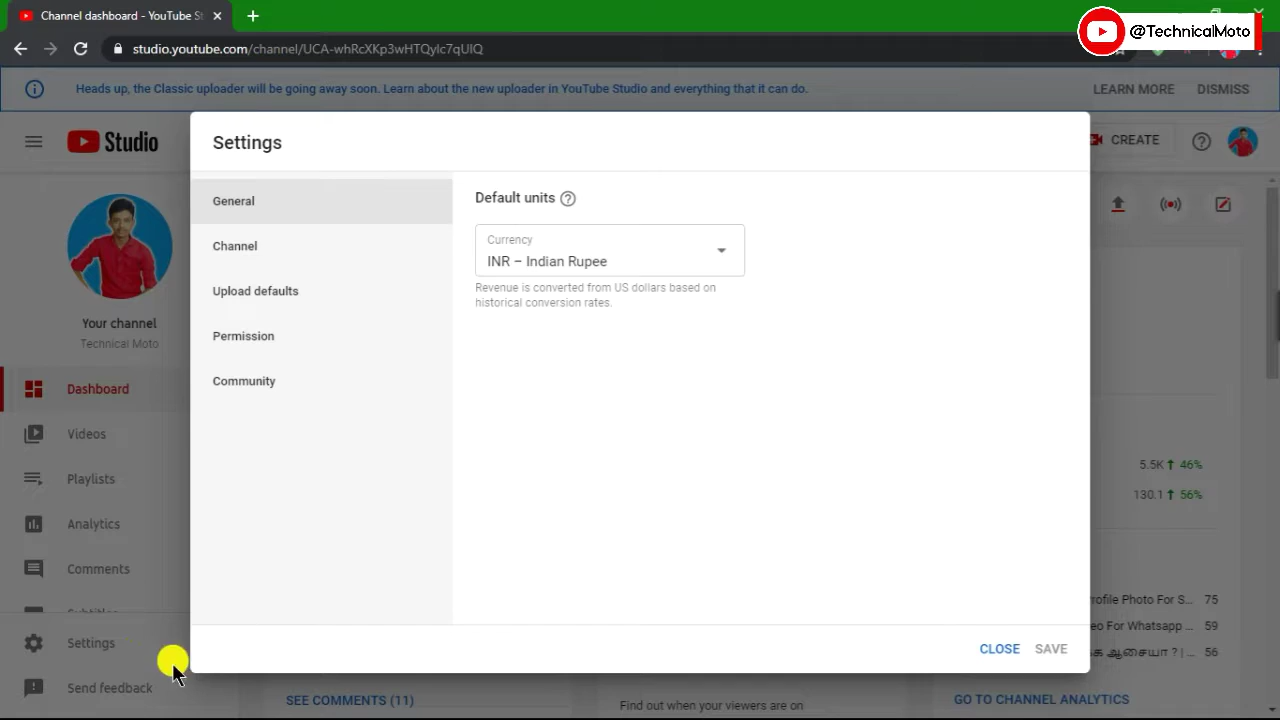 Channel dashboard - YouTube St
@TechnicalMoto
studio.youtube.com/channel/UCA-whRcXKp3wHTQylc7qUIQ
Heads up, the Classic uploader will be going away soon. Learn about the new uploader in YouTube Studio and everything that it can do.
LEARN MORE
DISMISS
Studio
CREATE
Settings
General
Channel
Upload defaults
Permission
Community
Default units
Currency
INR – Indian Rupee
Revenue is converted from US dollars based on
historical conversion rates.
CLOSE
SAVE
Your channel
Technical Moto
Dashboard
Videos
Playlists
Analytics
Comments
Subtitles
Settings
Send feedback
5.5K 46%
130.1 56%
rofile Photo For S... 75
eo For Whatsapp ... 59
க ஆசையா ? | ... 56
SEE COMMENTS (11)
Find out when your viewers are on
GO TO CHANNEL ANALYTICS